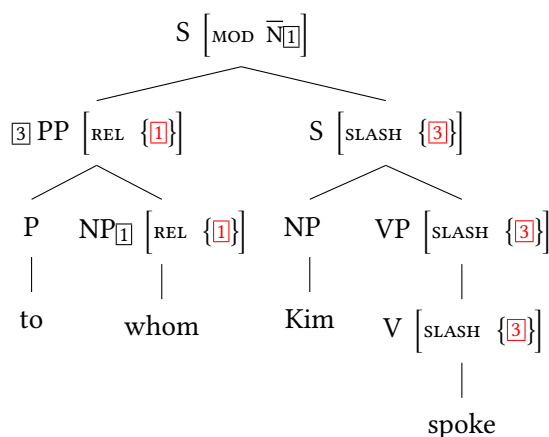 S [MOD N̅1]
3 PP [REL {1}] S [SLASH {3}]
P NP1 [REL {1}] NP VP [SLASH {3}]
to whom Kim V [SLASH {3}]
spoke